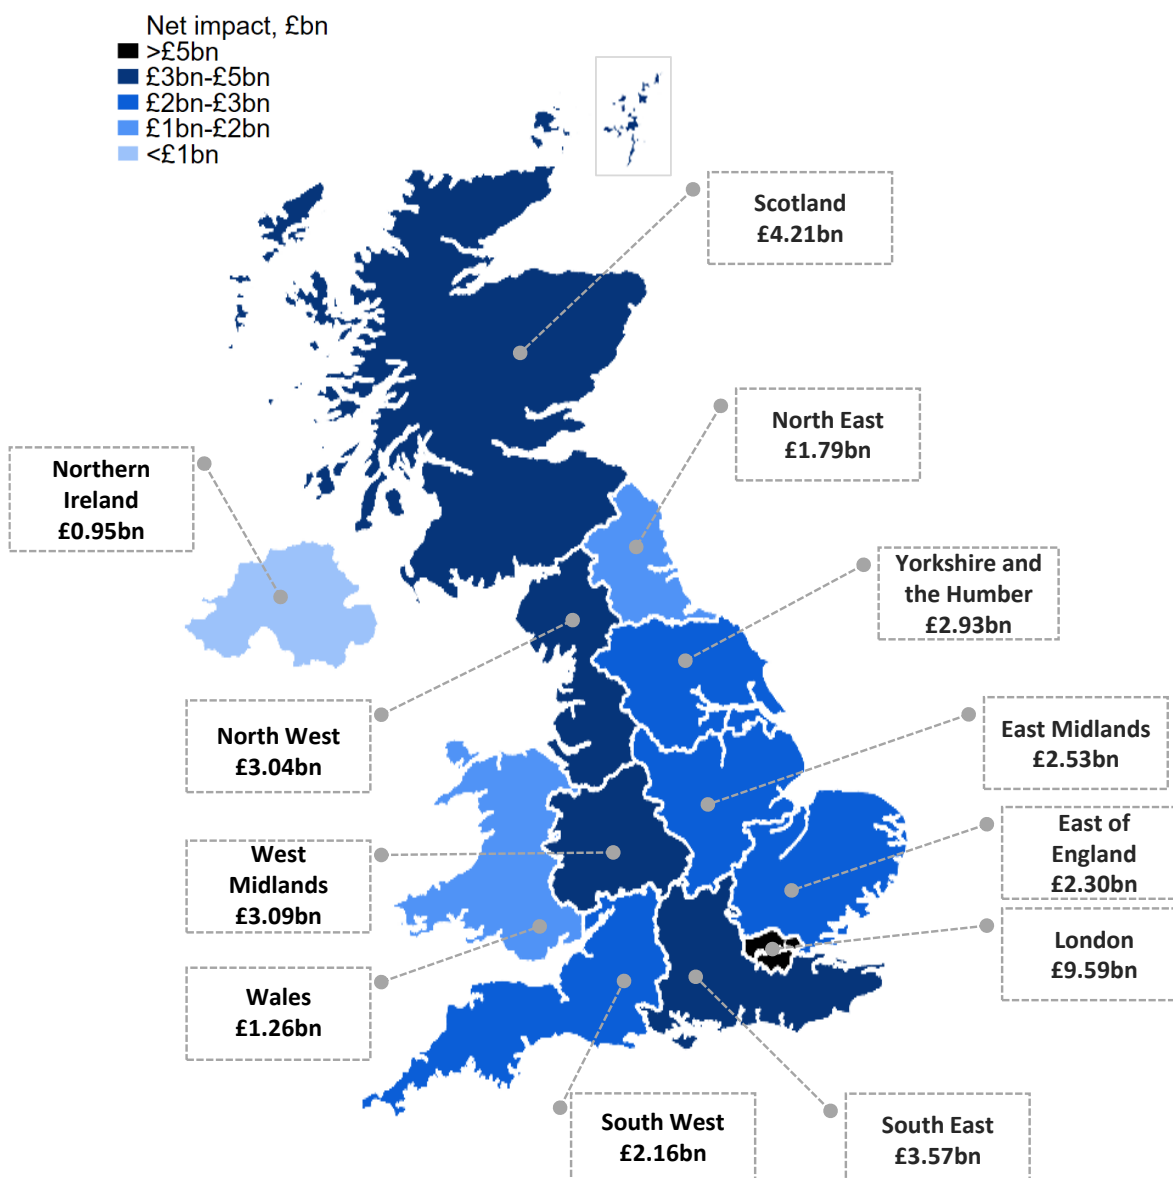 Net impact, £bn
>£5bn
£3bn-£5bn
£2bn-£3bn
£1bn-£2bn
<£1bn
Scotland
£4.21bn
North East
£1.79bn
Northern
Ireland
£0.95bn
Yorkshire and
the Humber
£2.93bn
North West
£3.04bn
East Midlands
£2.53bn
East of
England
£2.30bn
West
Midlands
£3.09bn
London
£9.59bn
Wales
£1.26bn
South West
£2.16bn
South East
£3.57bn